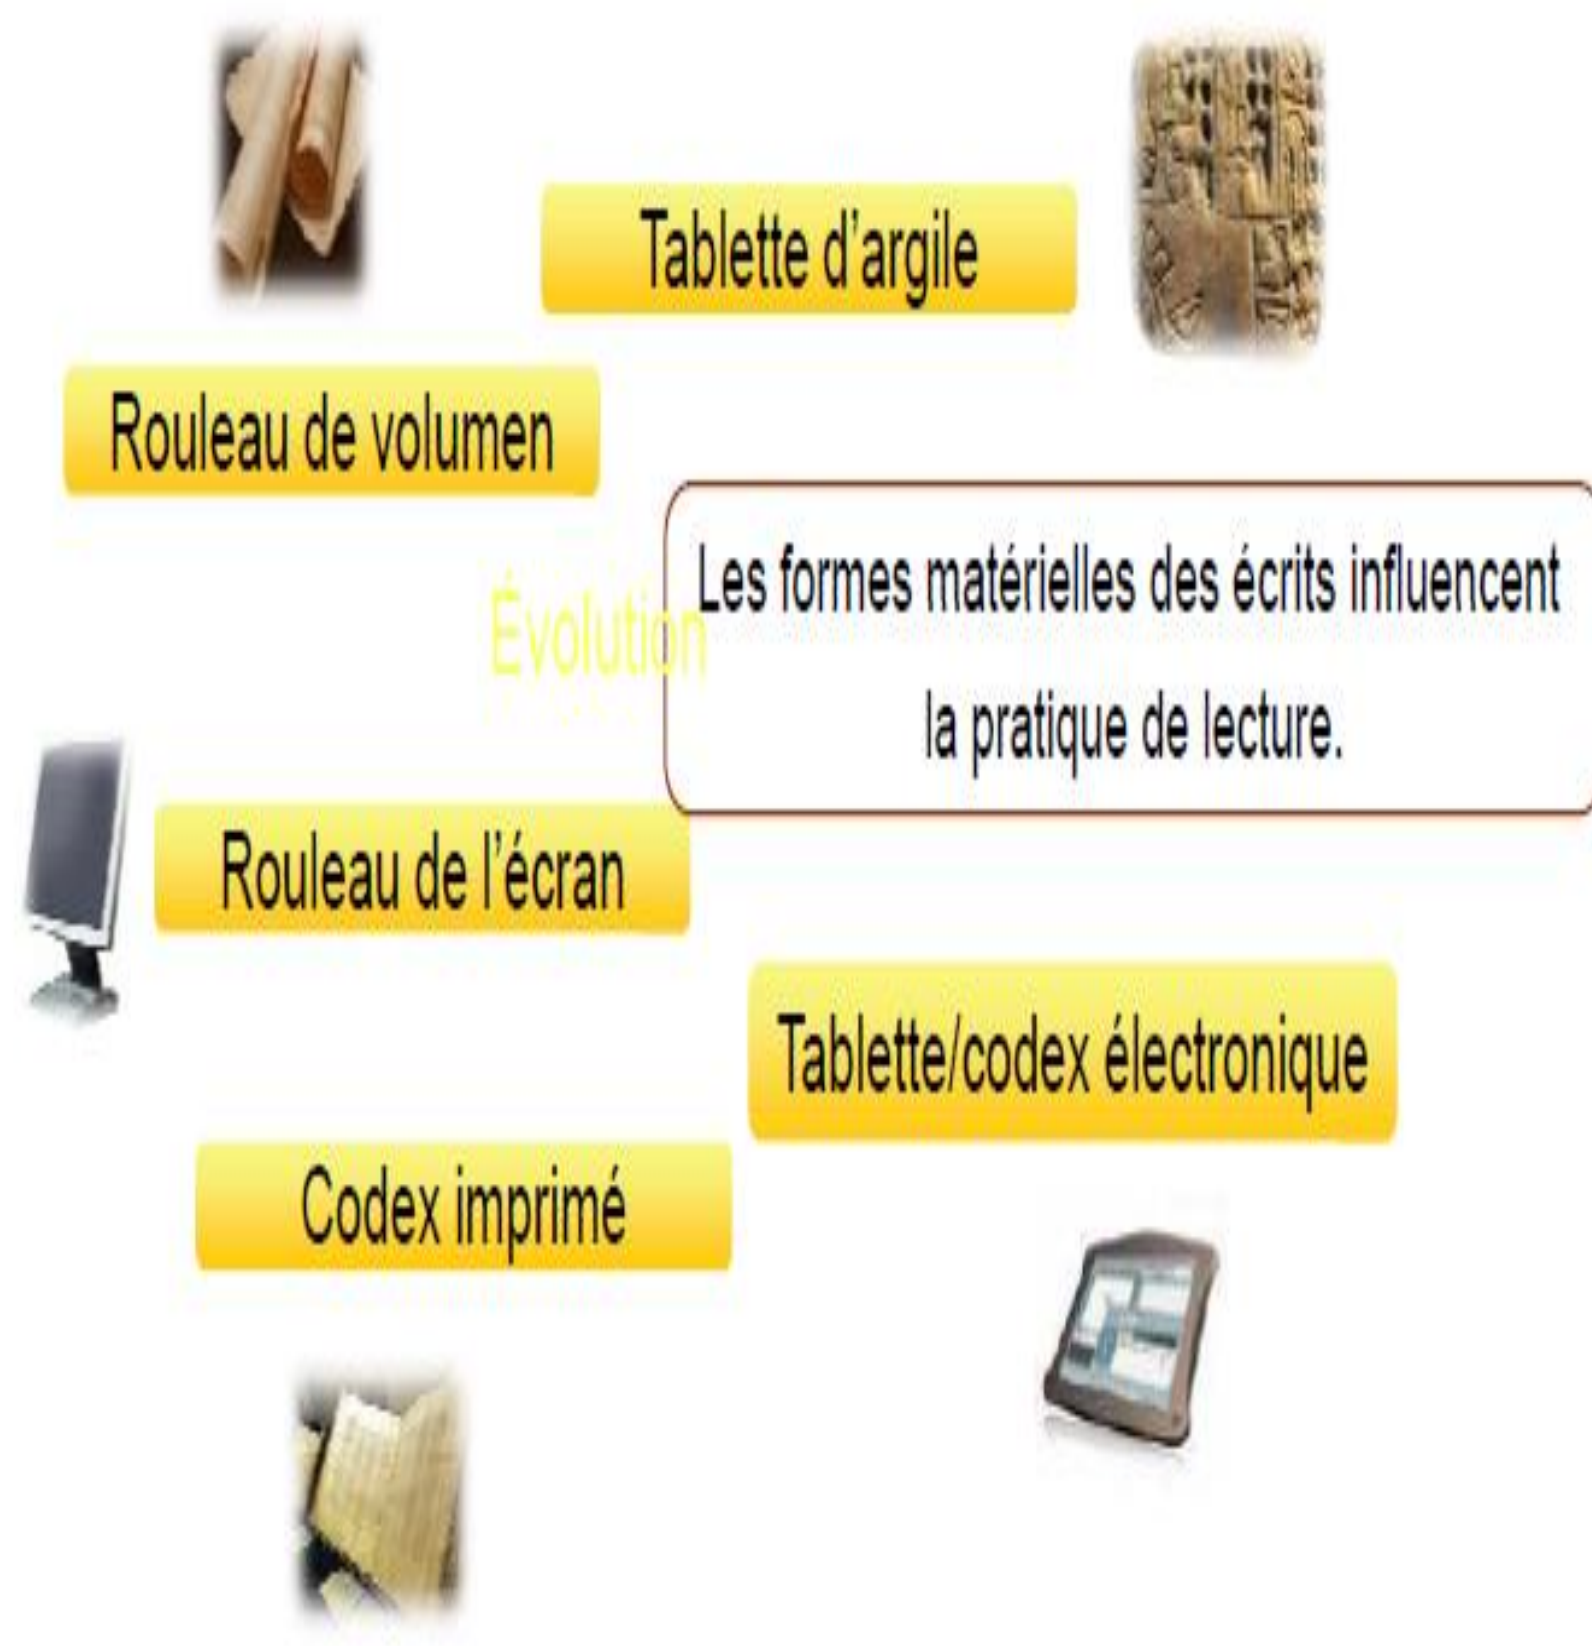 Tablette d'argile
Rouleau de volumen
Les formes matérielles des écrits influencent
Évolution
la pratique de lecture.
Rouleau de l'écran
Tablette/codex électronique
Codex imprimé